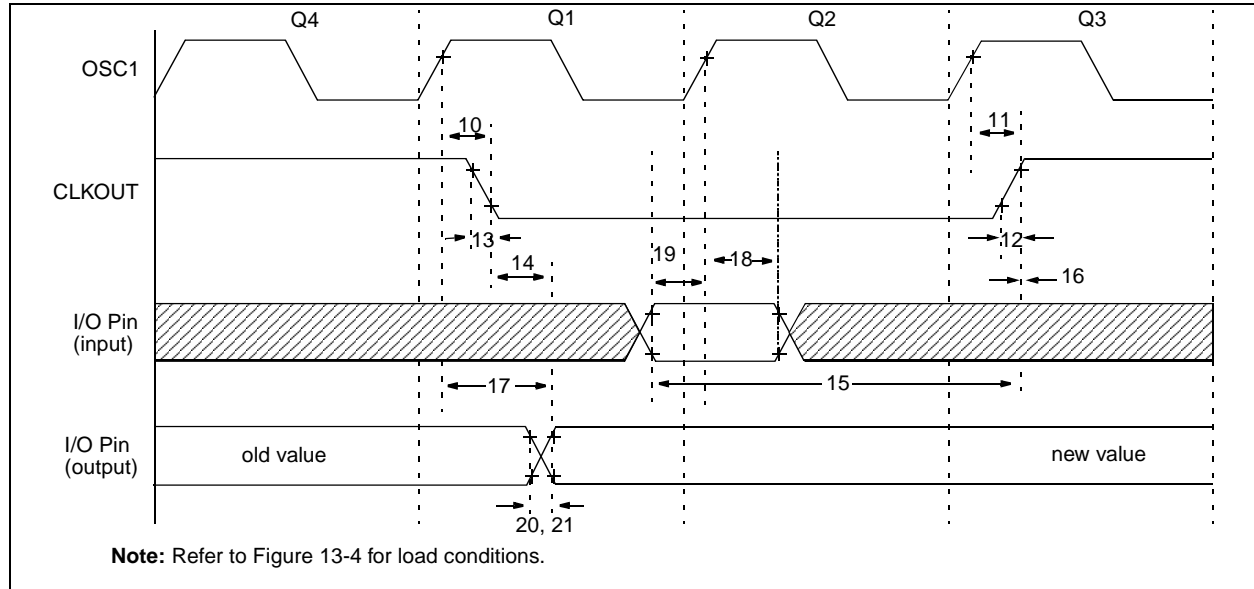 Q4 Q1 Q2 Q3
OSC1
10 11
CLKOUT
13 12
14 19 18 16
I/O Pin
(input)
17 15
I/O Pin
(output)
old value new value
20, 21
Note: Refer to Figure 13-4 for load conditions.